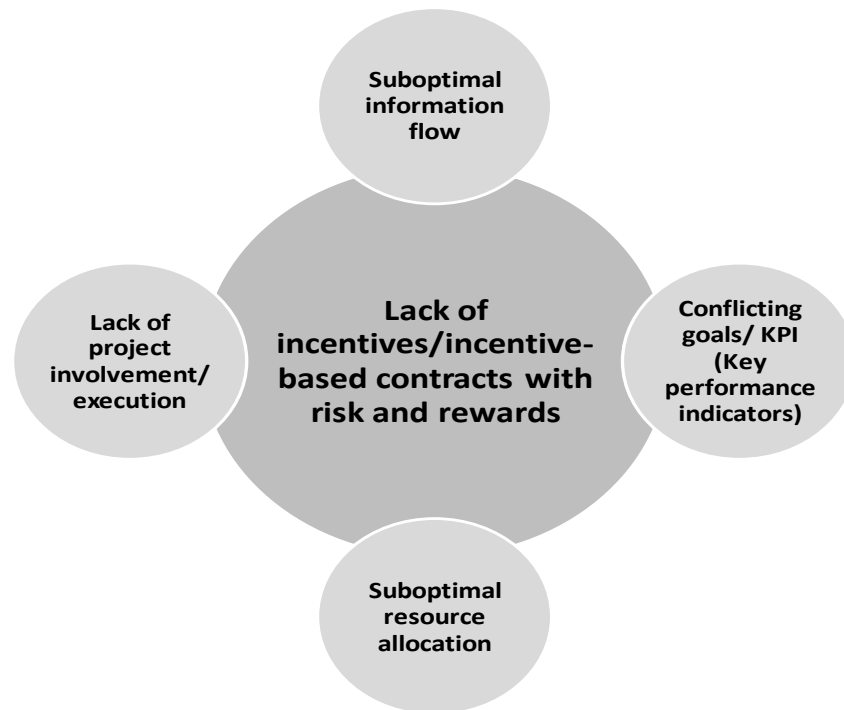 Suboptimal
information
flow
Lack of
project
involvement/
execution
Lack of
incentives/incentive-
based contracts with
risk and rewards
Conflicting
goals/ KPI
(Key
performance
indicators)
Suboptimal
resource
allocation